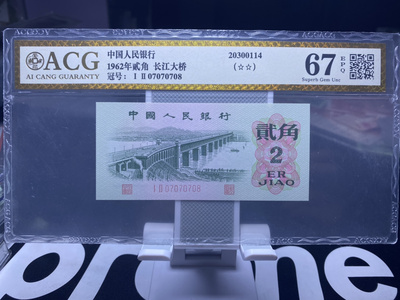 ACG
AI CANG GUARANTY
中国人民银行
1962年贰角 长江大桥
冠号： I II 07070708
20300114
(☆☆)
67 EPQ
Superb Gem Unc
中國人民銀行
貳角
2
ER
JIAO
I II 07070708